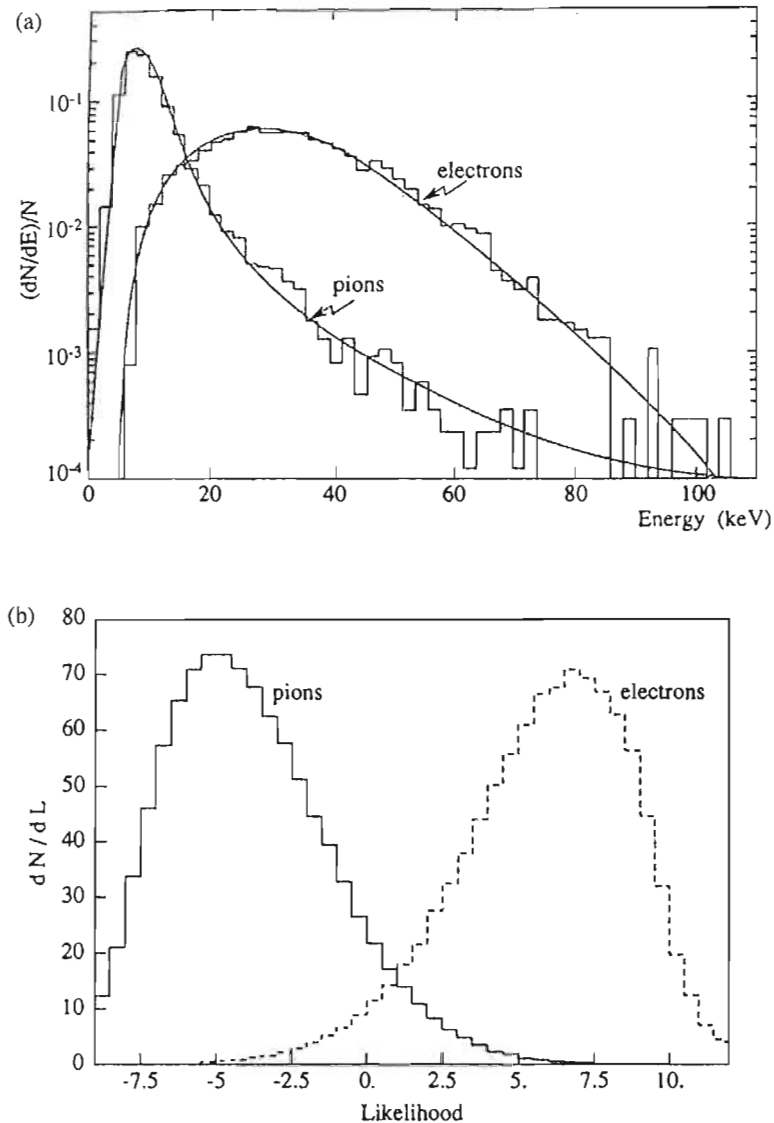 (a)
10⁻¹
10⁻²
10⁻³
10⁻⁴
(dN/dE)/N
electrons
pions
0 20 40 60 80 100
Energy (keV)
(b)
80
70
60
50
40
30
20
10
0
dN/dL
pions
electrons
-7.5 -5 -2.5 0. 2.5 5. 7.5 10.
Likelihood